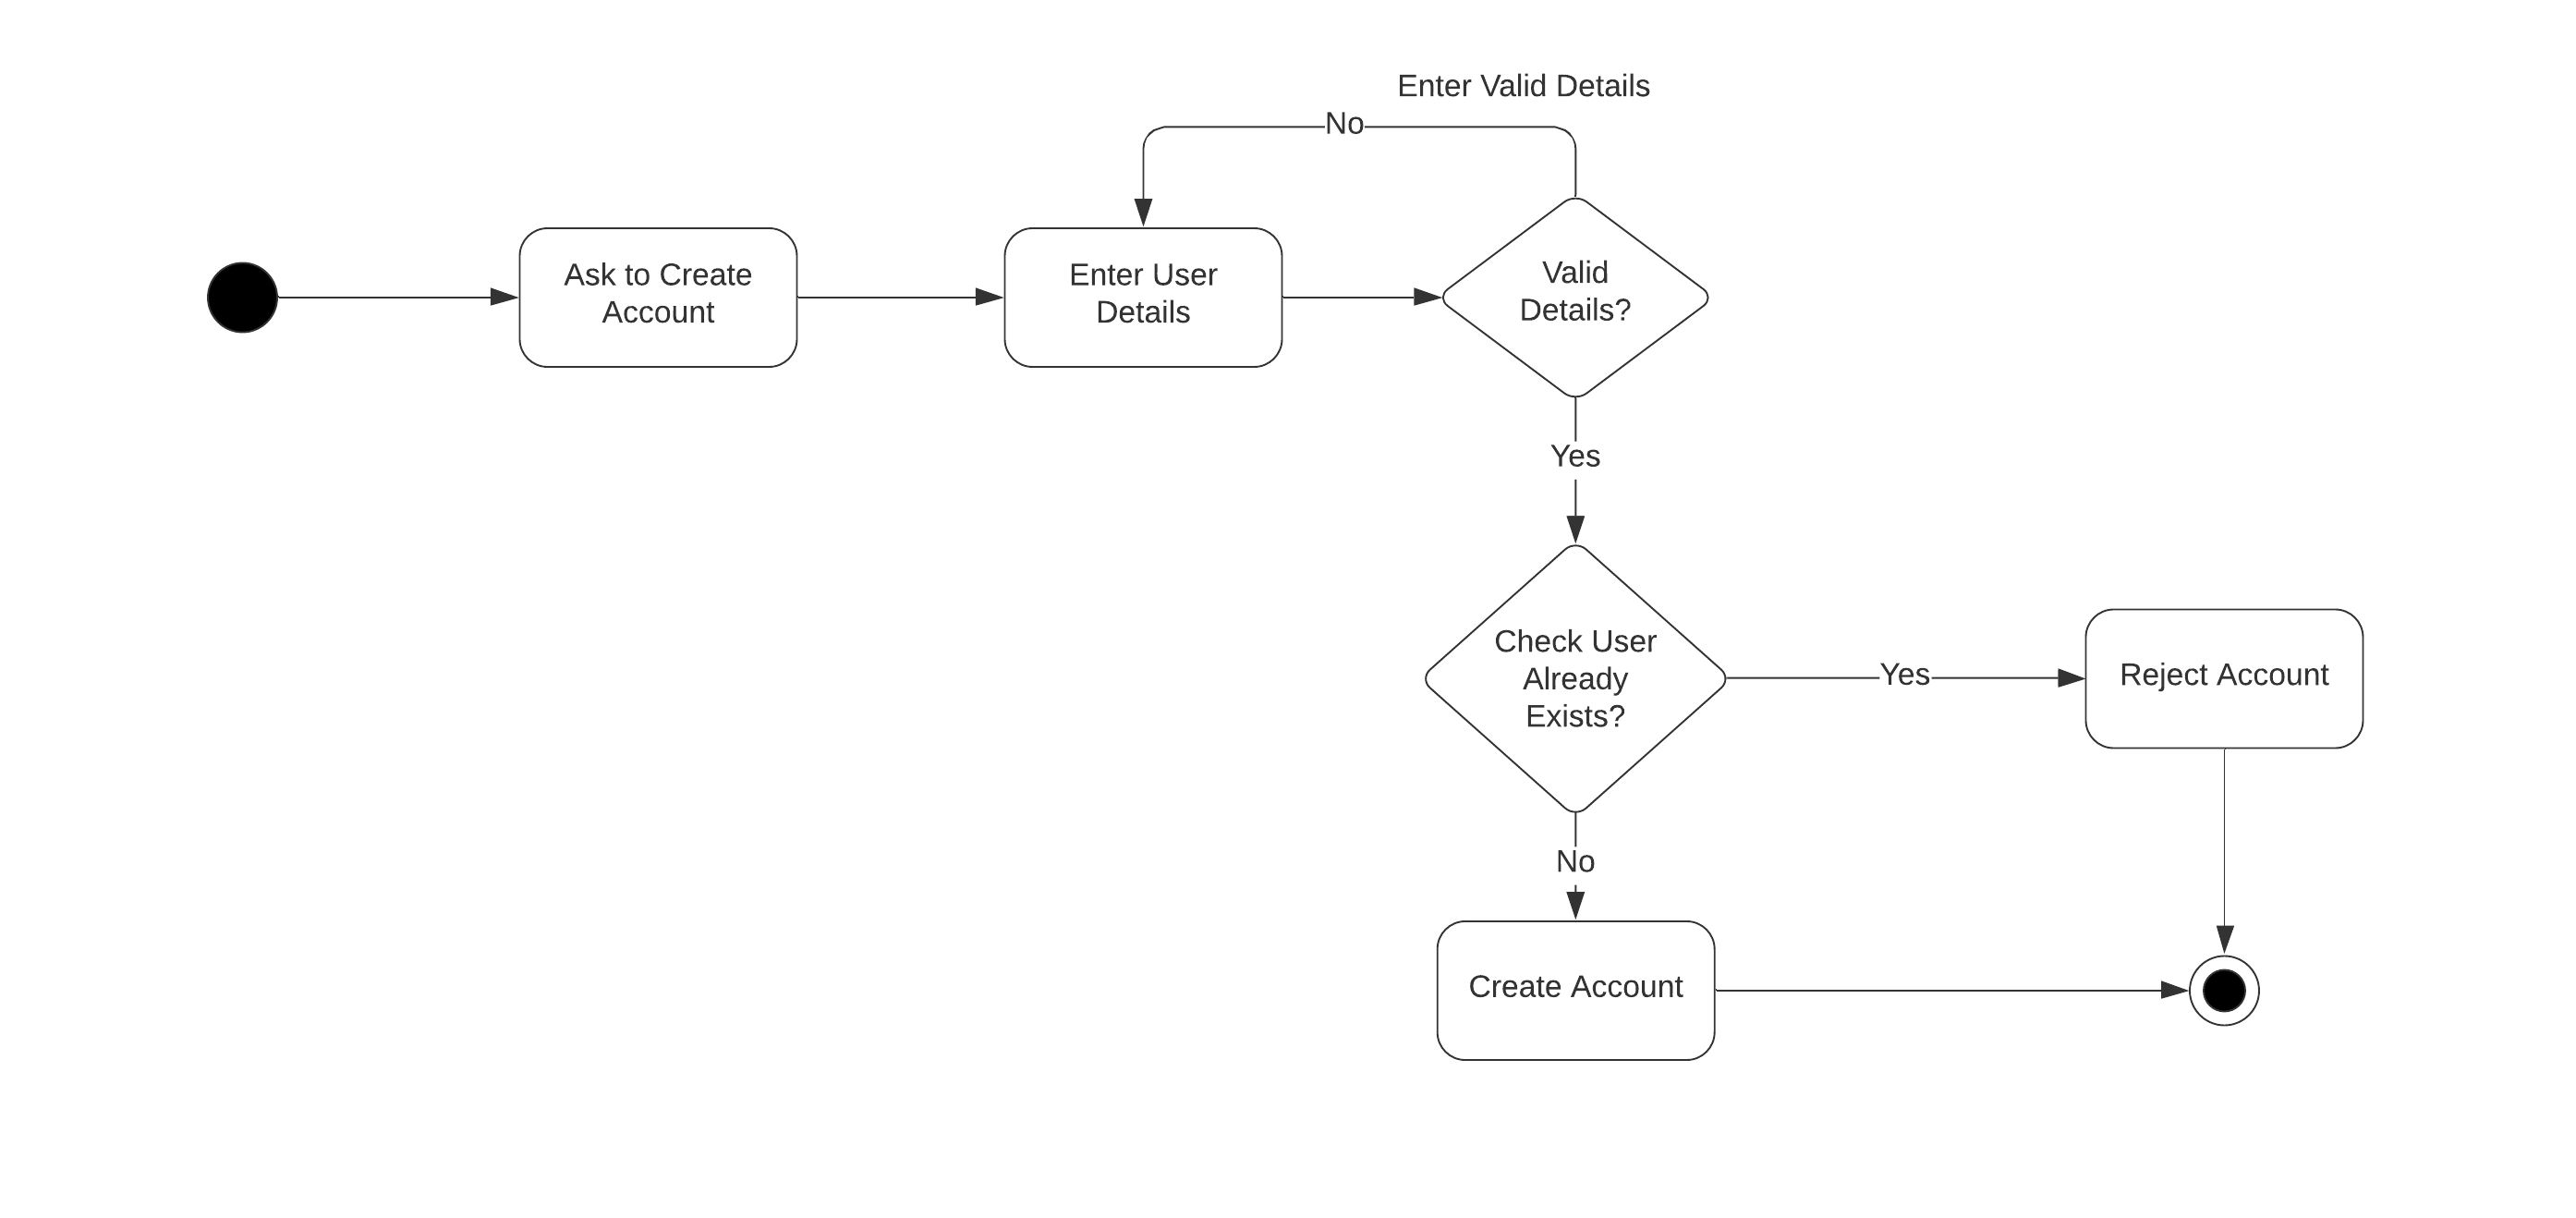 Enter Valid Details
No
Ask to Create
Account
Enter User
Details
Valid
Details?
Yes
Check User
Already
Exists?
Yes
Reject Account
No
Create Account